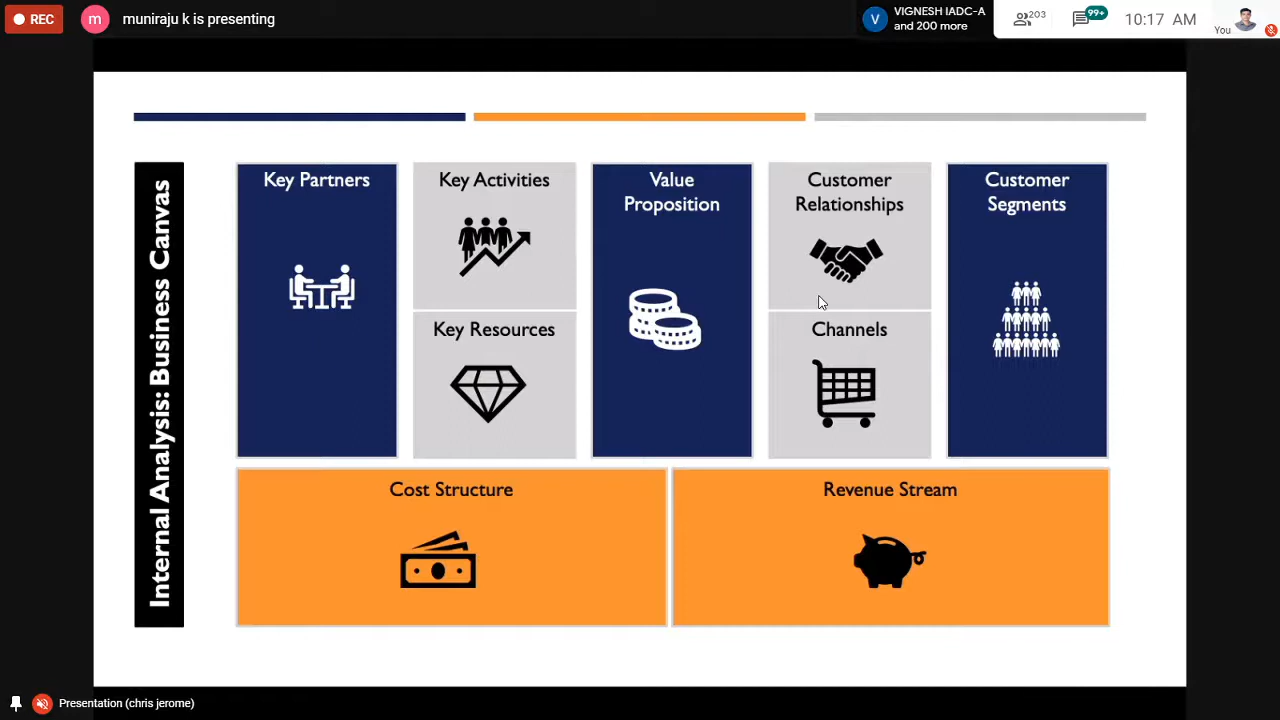 REC
m
muniraju k is presenting
V
VIGNESH IADC-A
and 200 more
203
99+
10:17 AM
You
Internal Analysis: Business Canvas
Key Partners
Key Activities
Key Resources
Value
Proposition
Customer
Relationships
Channels
Customer
Segments
Cost Structure
Revenue Stream
Presentation (chris jerome)